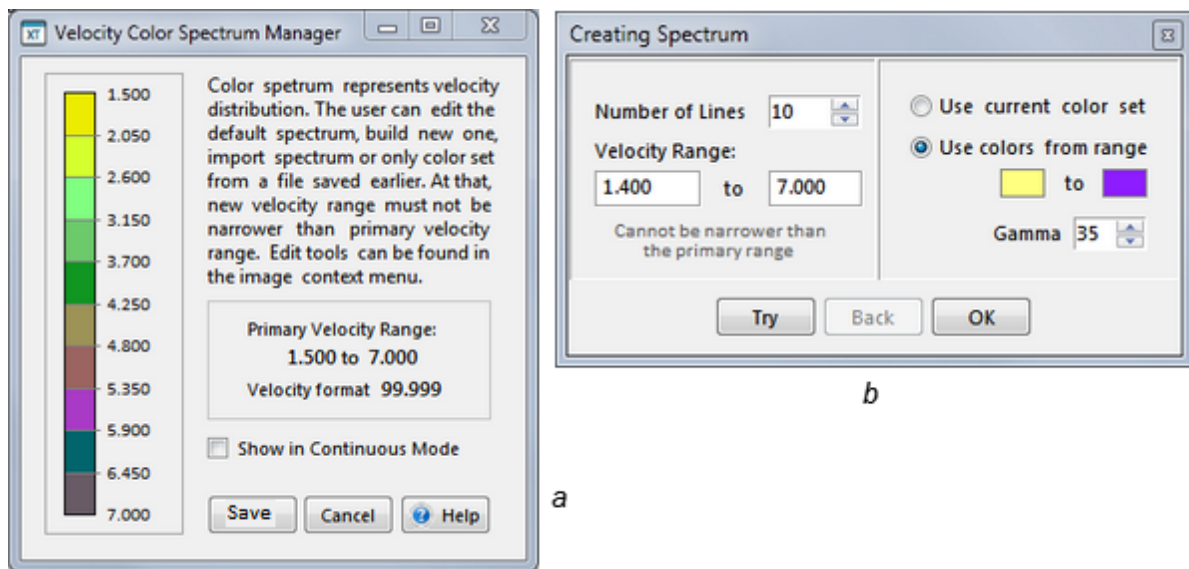 XT Velocity Color Spectrum Manager
1.500
2.050
2.600
3.150
3.700
4.250
4.800
5.350
5.900
6.450
7.000
Color spetrum represents velocity
distribution. The user can edit the
default spectrum, build new one,
import spectrum or only color set
from a file saved earlier. At that,
new velocity range must not be
narrower than primary velocity
range. Edit tools can be found in
the image context menu.
Primary Velocity Range:
1.500 to 7.000
Velocity format 99.999
Show in Continuous Mode
Save Cancel ? Help
a
Creating Spectrum
Number of Lines 10
Velocity Range:
1.400 to 7.000
Cannot be narrower than
the primary range
Use current color set
Use colors from range
to
Gamma 35
Try Back OK
b